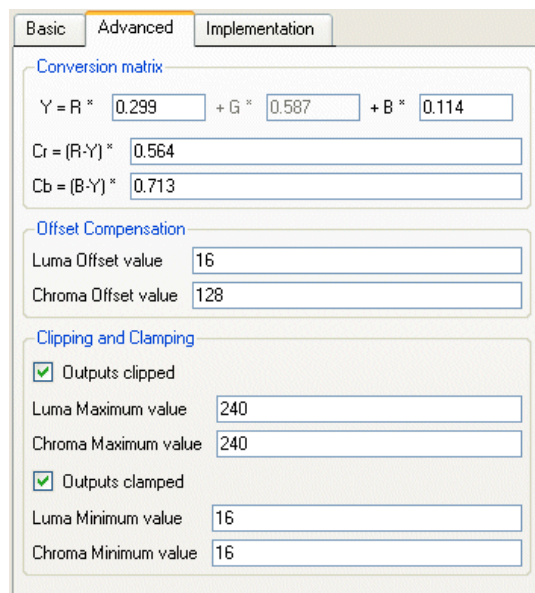 Basic Advanced Implementation
Conversion matrix
Y = R * 0.299 + G * 0.587 + B * 0.114
Cr = (R-Y) * 0.564
Cb = (B-Y) * 0.713
Offset Compensation
Luma Offset value 16
Chroma Offset value 128
Clipping and Clamping
Outputs clipped
Luma Maximum value 240
Chroma Maximum value 240
Outputs clamped
Luma Minimum value 16
Chroma Minimum value 16